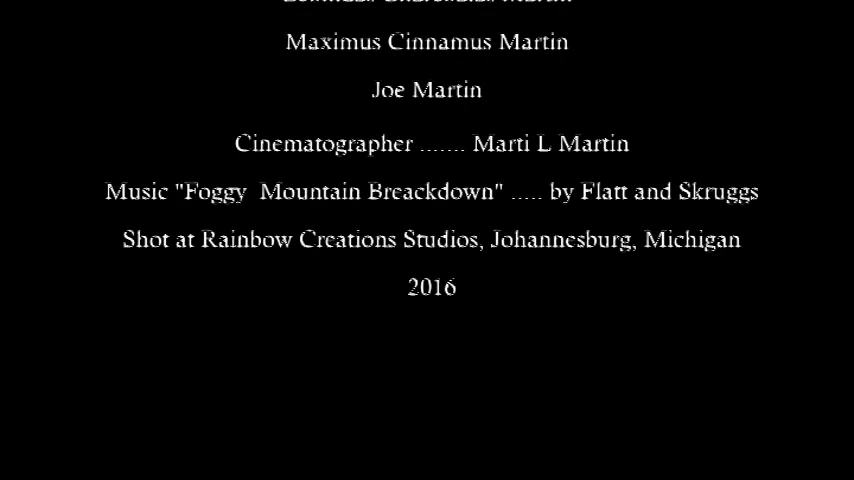 Martin
Maximus Cinnamus Martin
Joe Martin
Cinematographer ....... Marti L Martin
Music "Foggy  Mountain Breackdown" ..... by Flatt and Skruggs
Shot at Rainbow Creations Studios, Johannesburg, Michigan
2016